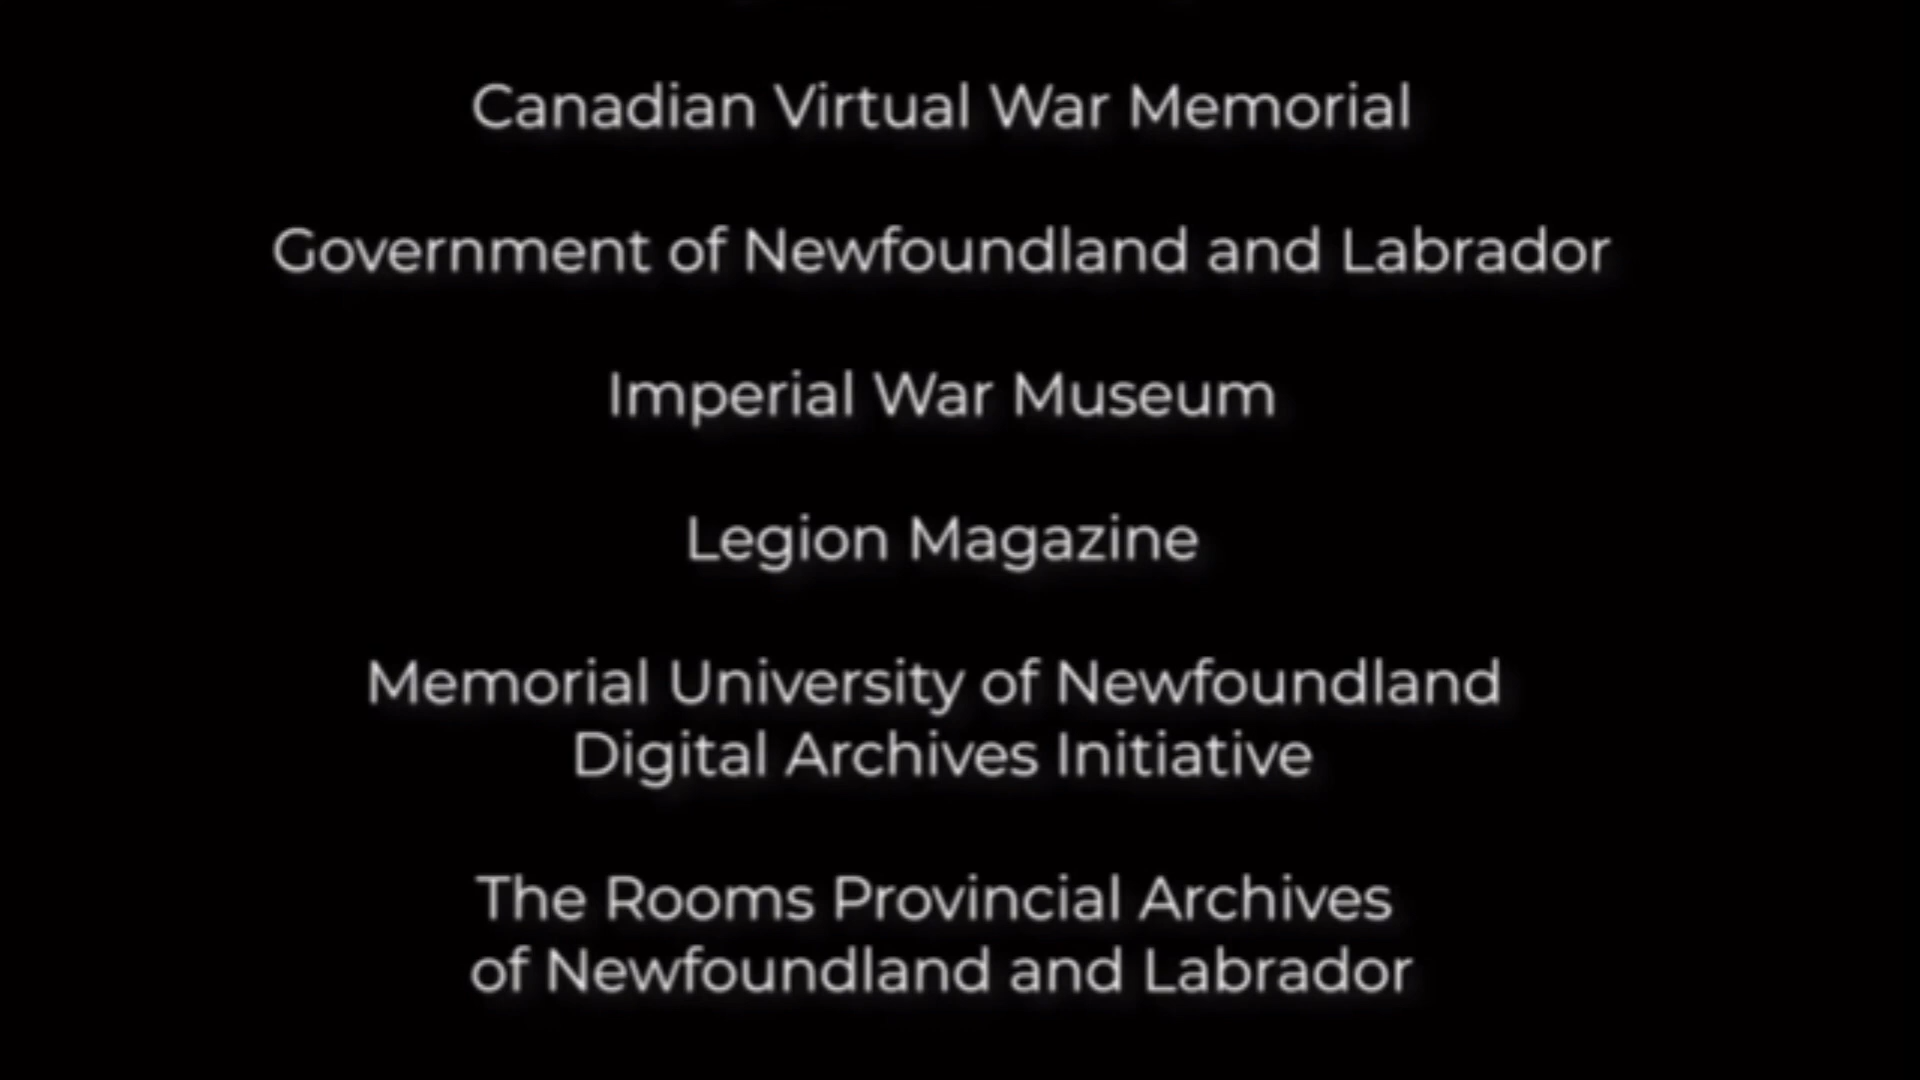 Canadian Virtual War Memorial
Government of Newfoundland and Labrador
Imperial War Museum
Legion Magazine
Memorial University of Newfoundland
Digital Archives Initiative
The Rooms Provincial Archives
of Newfoundland and Labrador